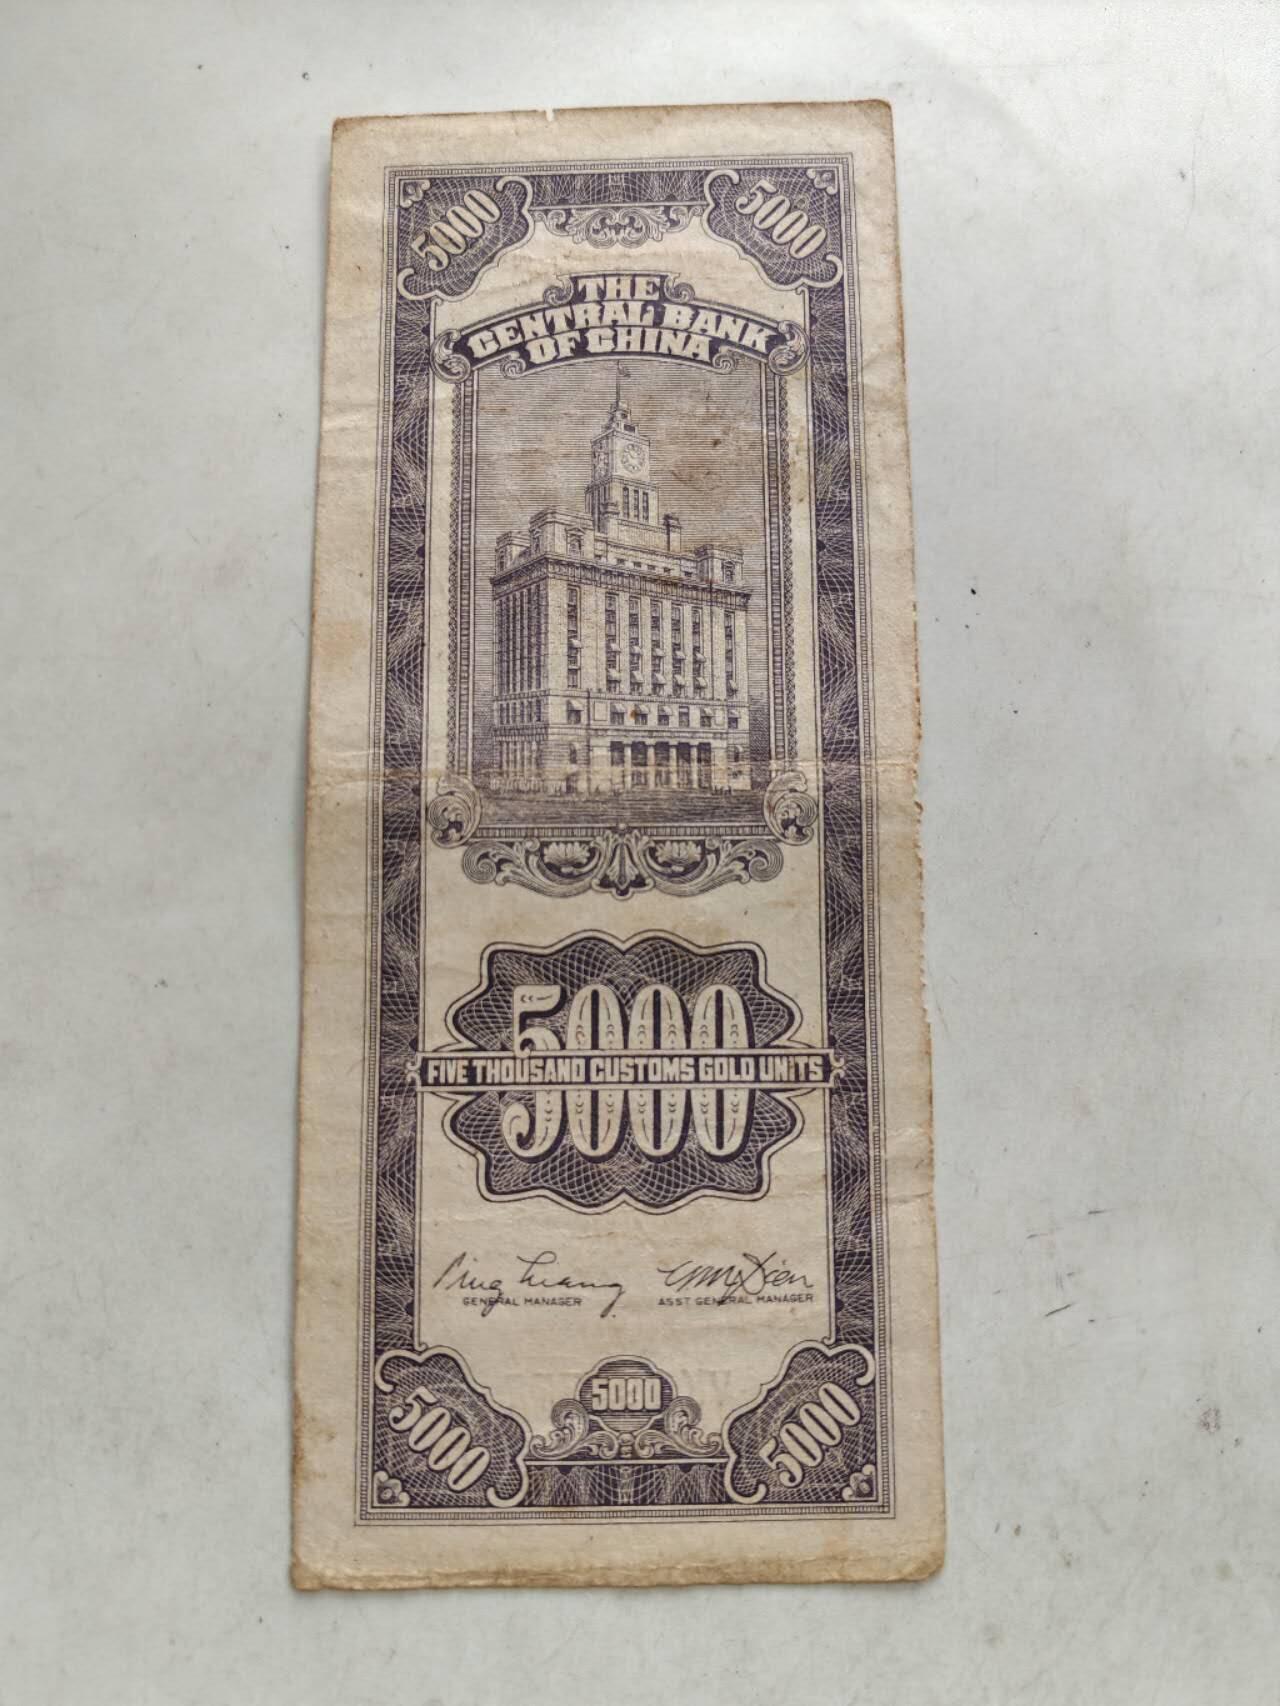 5000 5000
THE
CENTRAL BANK
OF CHINA
5000
FIVE THOUSAND CUSTOMS GOLD UNITS
GENERAL MANAGER ASST GENERAL MANAGER
5000
5000 5000